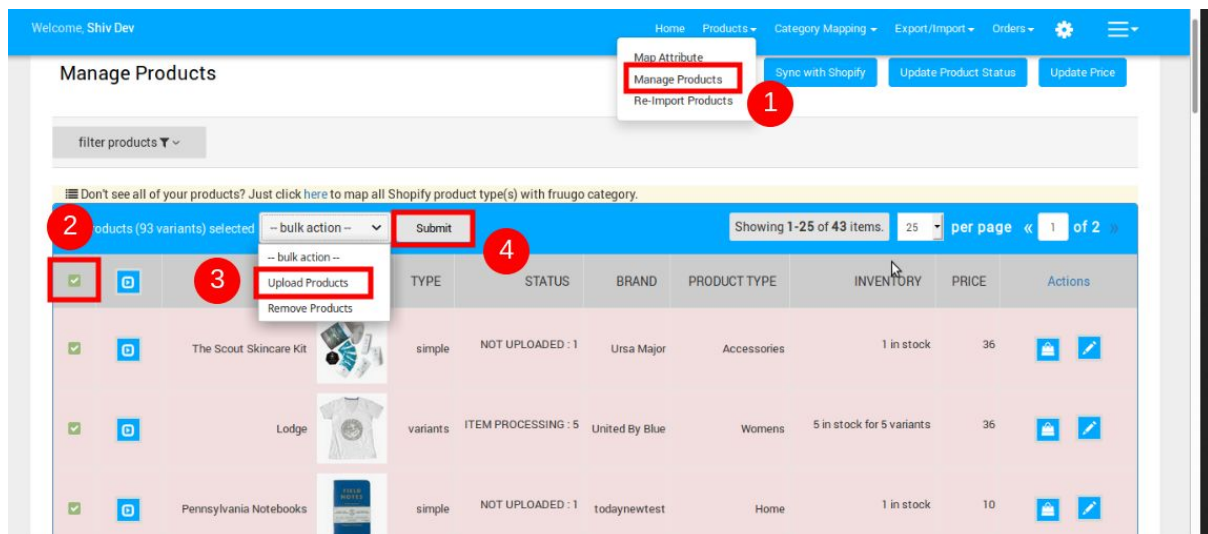 Welcome, Shiv Dev
Home Products Category Mapping Export/Import Orders
Manage Products
Map Attribute
Manage Products
Re-Import Products
1
Sync with Shopify
Update Product Status
Update Price
filter products
Don't see all of your products? Just click here to map all Shopify product type(s) with fruugo category.
2
oducts (93 variants) selected
-- bulk action --
Submit
Showing 1-25 of 43 items.
25
per page « 1 of 2 »
4
-- bulk action --
3
Upload Products
Remove Products
TYPE STATUS BRAND PRODUCT TYPE INVENTORY PRICE Actions
The Scout Skincare Kit simple NOT UPLOADED : 1 Ursa Major Accessories 1 in stock 36
Lodge variants ITEM PROCESSING : 5 United By Blue Womens 5 in stock for 5 variants 36
FIELD NOTES
Pennsylvania Notebooks simple NOT UPLOADED : 1 todaynewtest Home 1 in stock 10